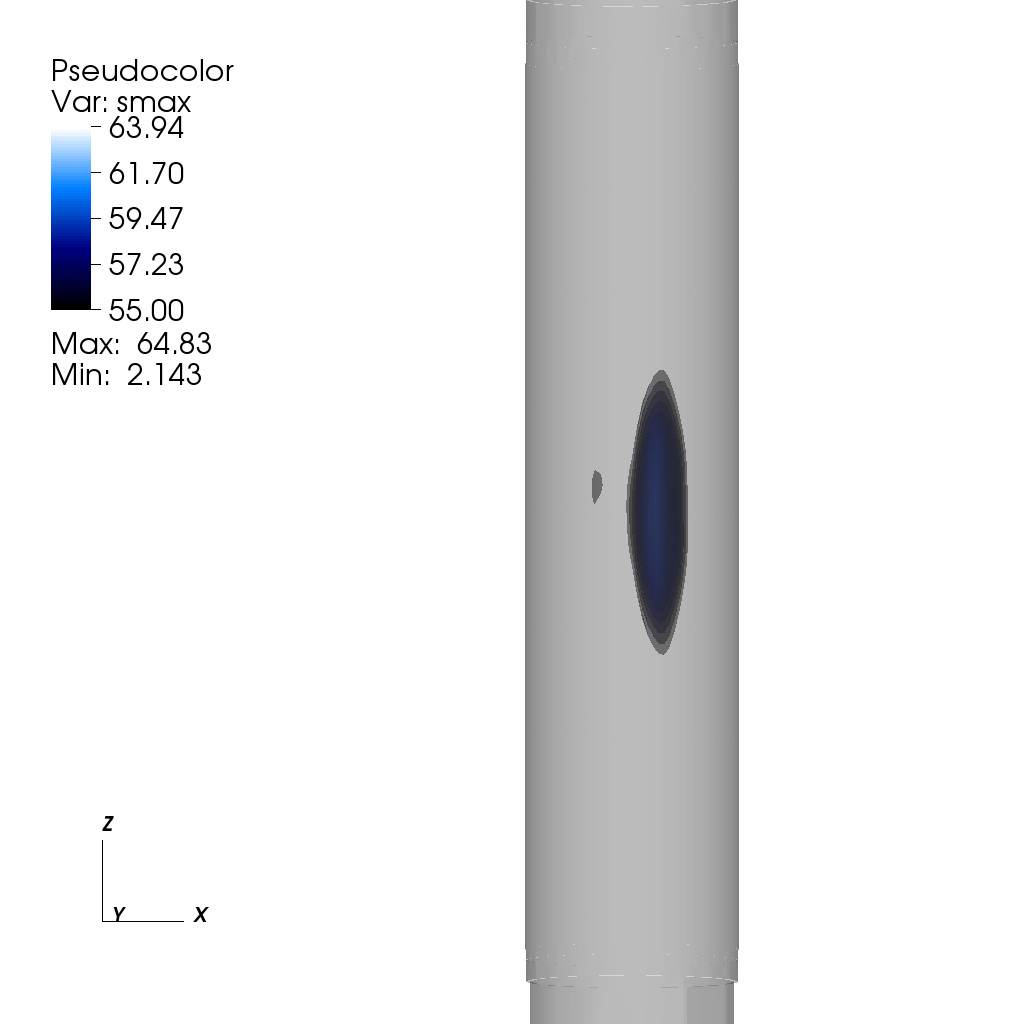 Pseudocolor
Var: smax
63.94
61.70
59.47
57.23
55.00
Max: 64.83
Min: 2.143
Z
Y X